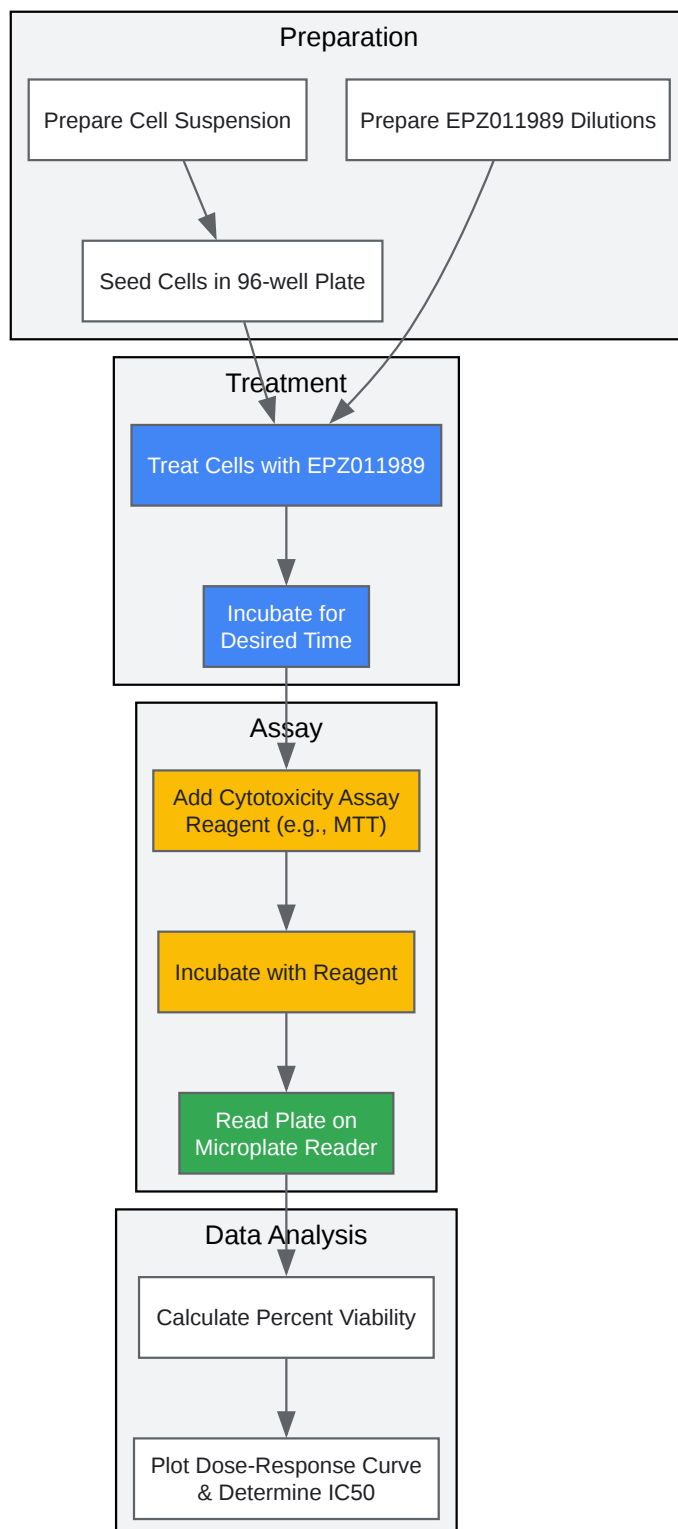 Preparation
Prepare Cell Suspension
Prepare EPZ011989 Dilutions
Seed Cells in 96-well Plate
Treatment
Treat Cells with EPZ011989
Incubate for
Desired Time
Assay
Add Cytotoxicity Assay
Reagent (e.g., MTT)
Incubate with Reagent
Read Plate on
Microplate Reader
Data Analysis
Calculate Percent Viability
Plot Dose-Response Curve
& Determine IC50